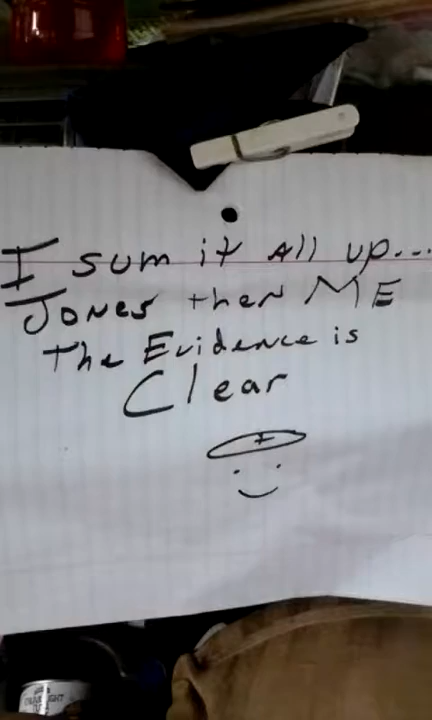 I sum it all up...
Jones then ME
The Evidence is
Clear